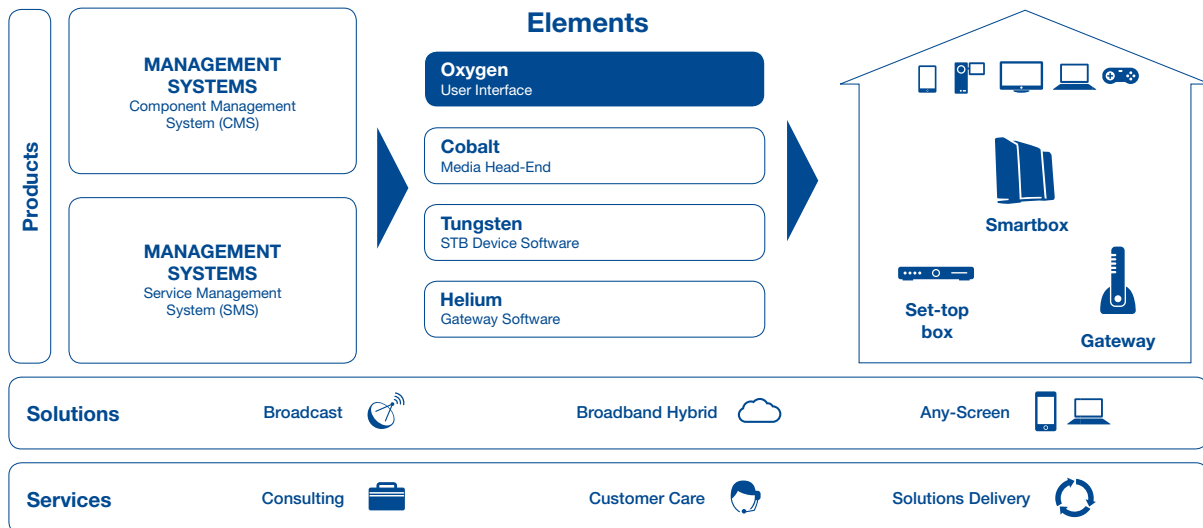 Products
MANAGEMENT
SYSTEMS
Component Management
System (CMS)
MANAGEMENT
SYSTEMS
Service Management
System (SMS)
Elements
Oxygen
User Interface
Cobalt
Media Head-End
Tungsten
STB Device Software
Helium
Gateway Software
Smartbox
Set-top
box
Gateway
Solutions
Broadcast
Broadband Hybrid
Any-Screen
Services
Consulting
Customer Care
Solutions Delivery